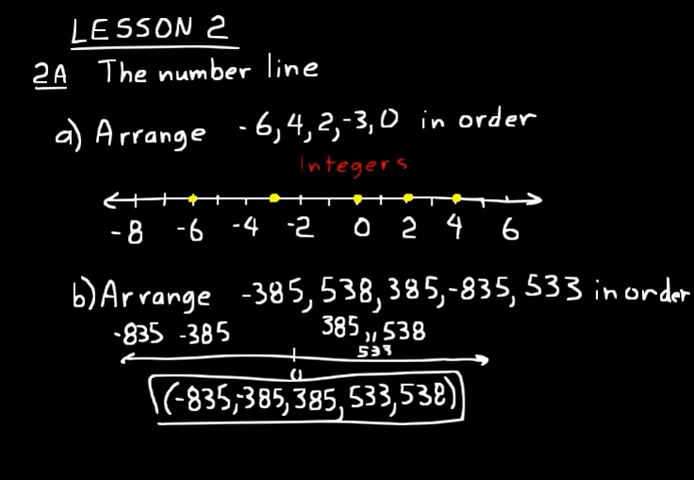 LESSON 2
2A The number line
a) Arrange -6, 4, 2, -3, 0 in order
Integers
-8 -6 -4 -2 0 2 4 6
b) Arrange -385, 538, 385, -835, 533 in order
-835 -385 385 ,, 538
533
0
(-835, -385, 385, 533, 538)